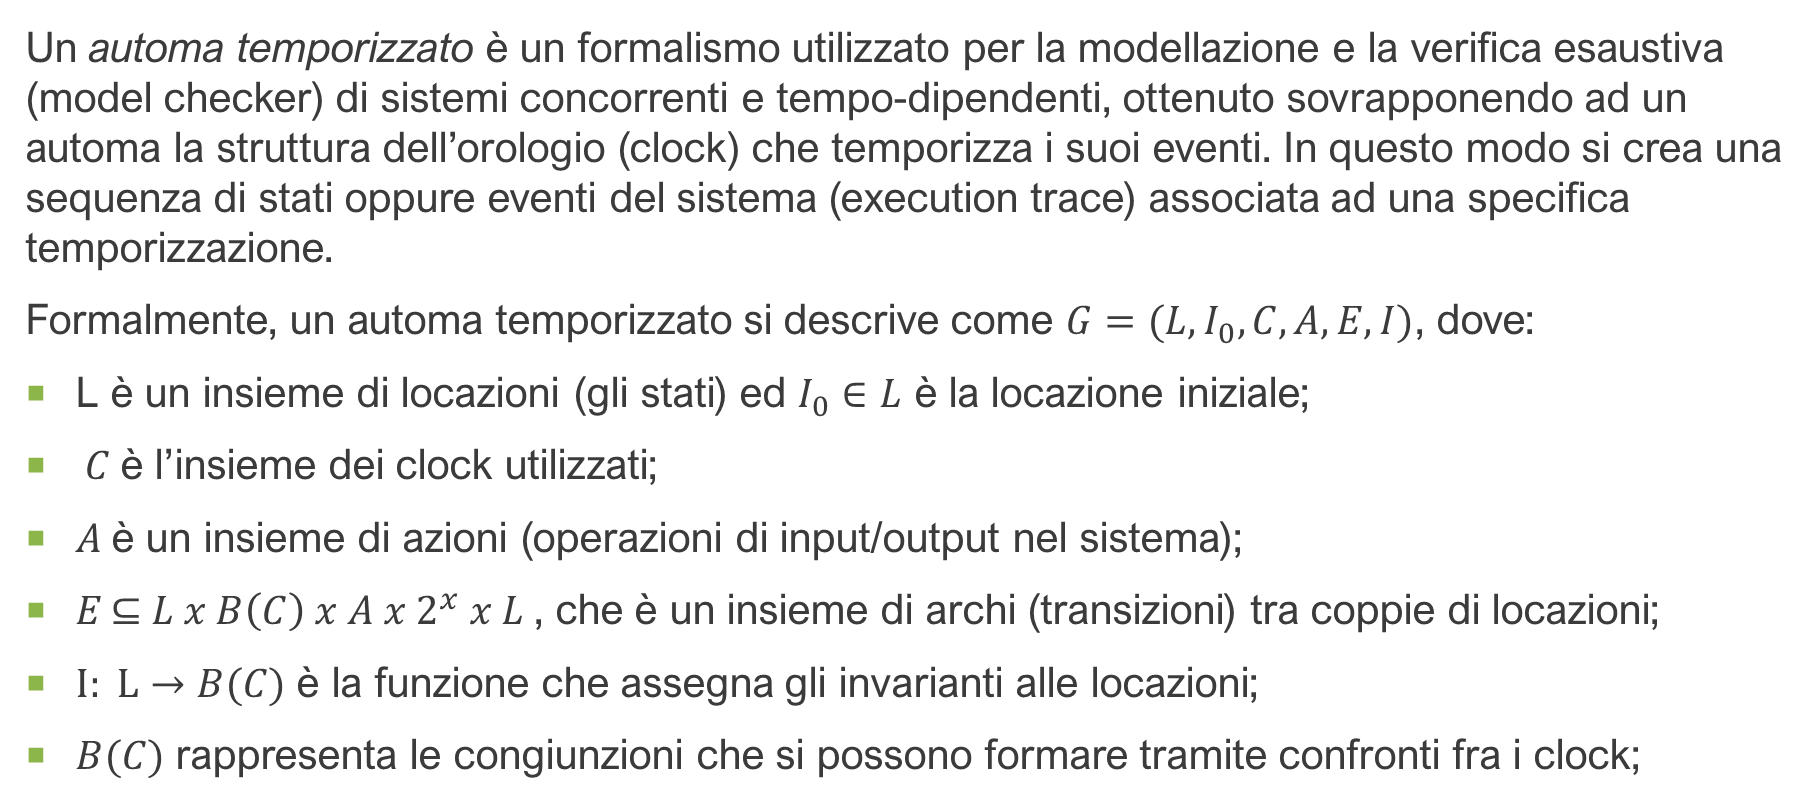 Un automa temporizzato è un formalismo utilizzato per la modellazione e la verifica esaustiva
(model checker) di sistemi concorrenti e tempo-dipendenti, ottenuto sovrapponendo ad un
automa la struttura dell’orologio (clock) che temporizza i suoi eventi. In questo modo si crea una
sequenza di stati oppure eventi del sistema (execution trace) associata ad una specifica
temporizzazione.
Formalmente, un automa temporizzato si descrive come G = (L, I₀, C, A, E, I), dove:
▪ L è un insieme di locazioni (gli stati) ed I₀ ∈ L è la locazione iniziale;
▪ C è l’insieme dei clock utilizzati;
▪ A è un insieme di azioni (operazioni di input/output nel sistema);
▪ E ⊆ L x B(C) x A x 2ˣ x L , che è un insieme di archi (transizioni) tra coppie di locazioni;
▪ I: L → B(C) è la funzione che assegna gli invarianti alle locazioni;
▪ B(C) rappresenta le congiunzioni che si possono formare tramite confronti fra i clock;